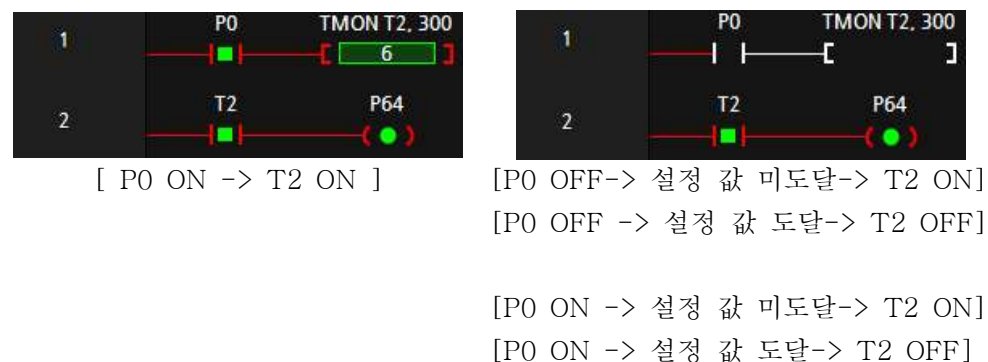 1
P0
TMON T2, 300
6
2
T2
P64
1
P0
TMON T2, 300
2
T2
P64
[ P0 ON -> T2 ON ]
[P0 OFF-> 설정 값 미도달-> T2 ON]
[P0 OFF -> 설정 값 도달-> T2 OFF]
[P0 ON -> 설정 값 미도달-> T2 ON]
[P0 ON -> 설정 값 도달-> T2 OFF]